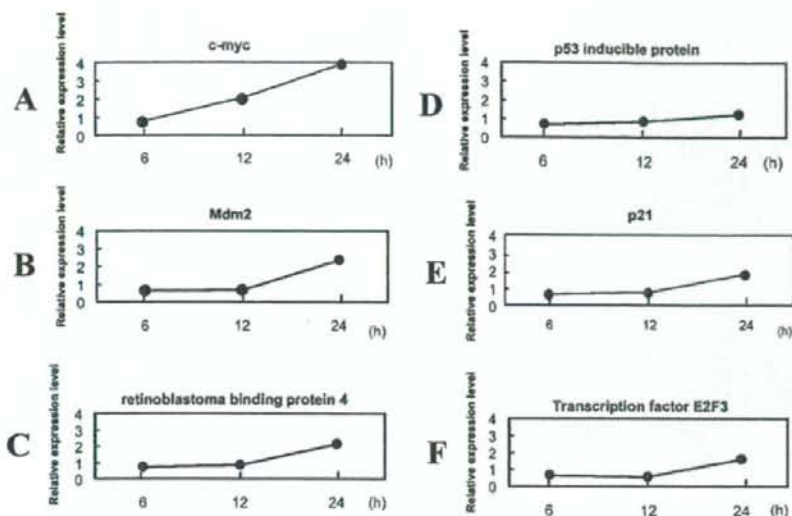 A
c-myc
Relative expression level
4
3
2
1
0
6 12 24 (h)
B
Mdm2
Relative expression level
4
3
2
1
0
6 12 24 (h)
C
retinoblastoma binding protein 4
Relative expression level
4
3
2
1
0
6 12 24 (h)
D
p53 inducible protein
Relative expression level
4
3
2
1
0
6 12 24 (h)
E
p21
Relative expression level
4
2
1
0
6 12 24 (h)
F
Transcription factor E2F3
Relative expression level
4
3
2
1
0
6 12 24 (h)